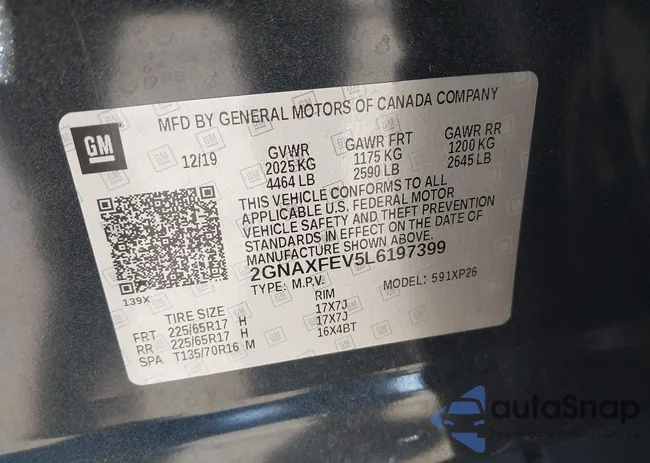 MFD BY GENERAL MOTORS OF CANADA COMPANY
GM
12/19
GVWR
2025 KG
4464 LB
GAWR FRT
1175 KG
2590 LB
GAWR RR
1200 KG
2645 LB
THIS VEHICLE CONFORMS TO ALL
APPLICABLE U.S. FEDERAL MOTOR
VEHICLE SAFETY AND THEFT PREVENTION
STANDARDS IN EFFECT ON THE DATE OF
MANUFACTURE SHOWN ABOVE.
2GNAXFEV5L6197399
TYPE: M.P.V. MODEL: 591XP26
139X
TIRE SIZE RIM
FRT 225/65R17 H 17X7J
RR 225/65R17 H 17X7J
SPA T135/70R16 M 16X4BT
autoSnap